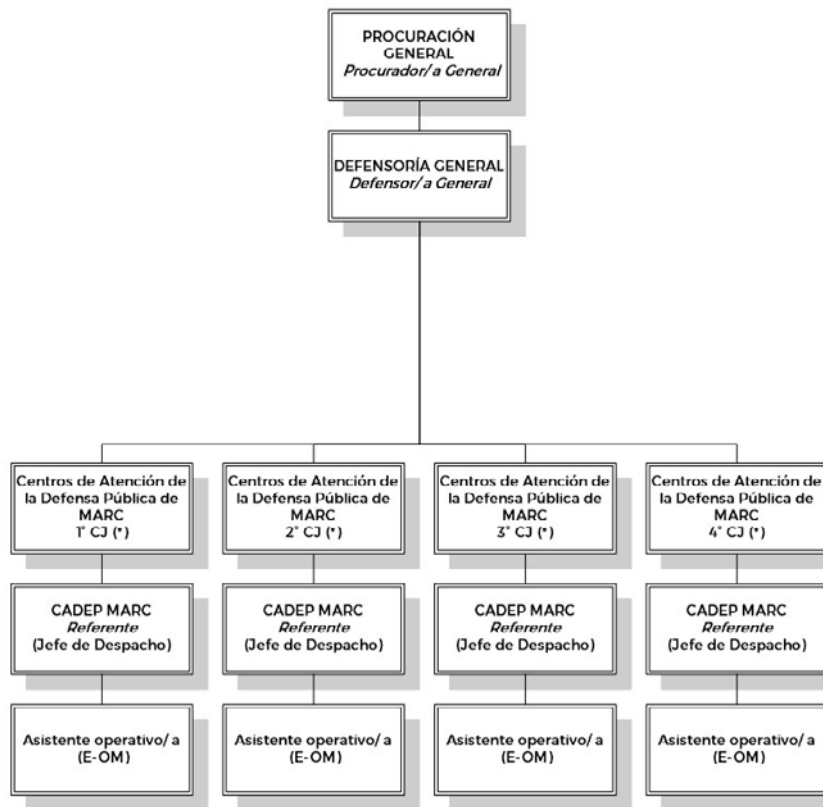 PROCURACIÓN
GENERAL
Procurador/a General
DEFENSORÍA GENERAL
Defensor/a General
Centros de Atención de
la Defensa Pública de
MARC
1° CJ (*)
Centros de Atención de
la Defensa Pública de
MARC
2° CJ (*)
Centros de Atención de
la Defensa Pública de
MARC
3° CJ (*)
Centros de Atención de
la Defensa Pública de
MARC
4° CJ (*)
CADEP MARC
Referente
(Jefe de Despacho)
CADEP MARC
Referente
(Jefe de Despacho)
CADEP MARC
Referente
(Jefe de Despacho)
CADEP MARC
Referente
(Jefe de Despacho)
Asistente operativo/a
(E-OM)
Asistente operativo/a
(E-OM)
Asistente operativo/a
(E-OM)
Asistente operativo/a
(E-OM)